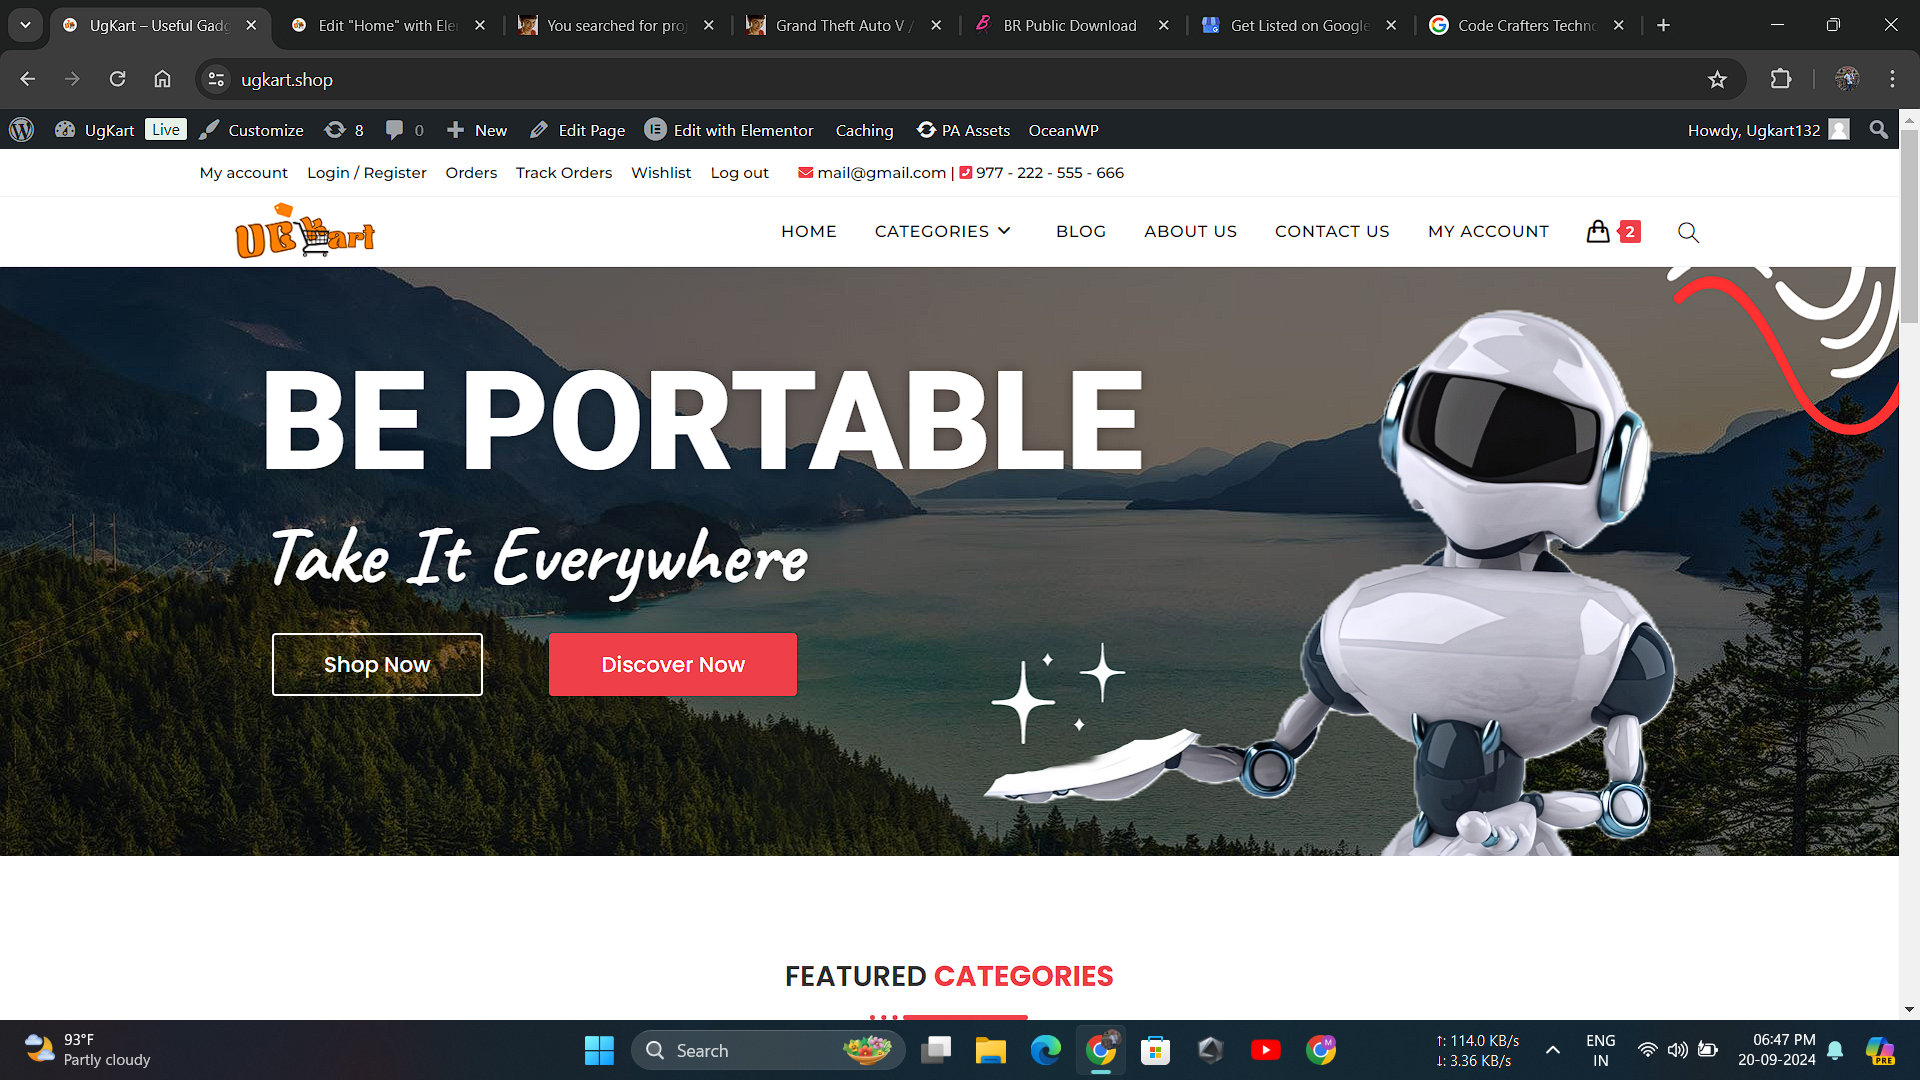 UgKart – Useful Gadg
Edit "Home" with Ele
You searched for pro
Grand Theft Auto V /
BR Public Download
Get Listed on Google
Code Crafters Techno
ugkart.shop
UgKart Live Customize 8 0 New Edit Page Edit with Elementor Caching PA Assets OceanWP Howdy, Ugkart132
My account Login / Register Orders Track Orders Wishlist Log out mail@gmail.com | 977 - 222 - 555 - 666
UG Kart
HOME CATEGORIES BLOG ABOUT US CONTACT US MY ACCOUNT 2
BE PORTABLE
Take It Everywhere
Shop Now Discover Now
FEATURED CATEGORIES
93°F
Partly cloudy
Search
M
↑: 114.0 KB/s
↓: 3.36 KB/s
ENG
IN
06:47 PM
20-09-2024
PRE